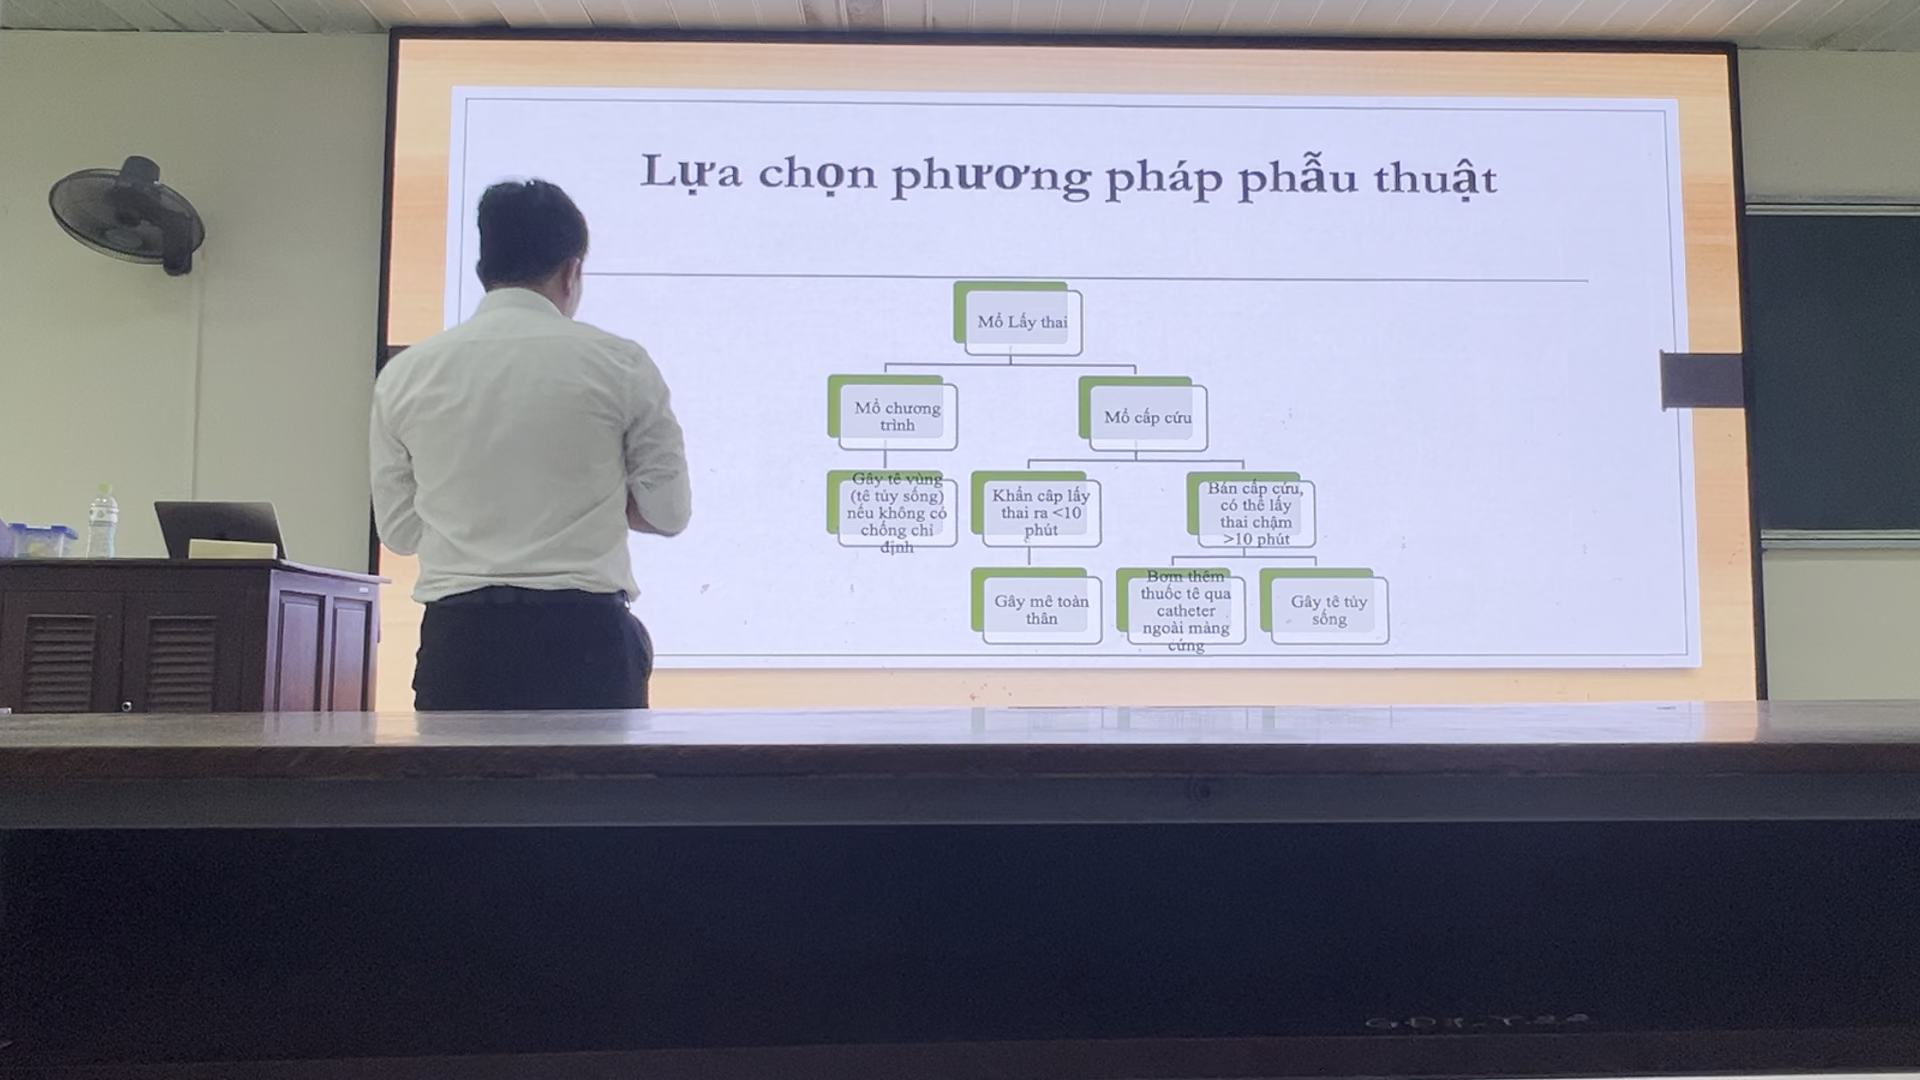 Lựa chọn phương pháp phẫu thuật
Mổ Lấy thai
Mổ chương
trình
Mổ cấp cứu
Gây tê vùng
(tê tủy sống)
nếu không có
chống chỉ
định
Khẩn câp lấy
thai ra <10
phút
Bán cấp cứu,
có thể lấy
thai chậm
>10 phút
Gây mê toàn
thân
Bơm thêm
thuốc tê qua
catheter
ngoài màng
cứng
Gây tê tủy
sống